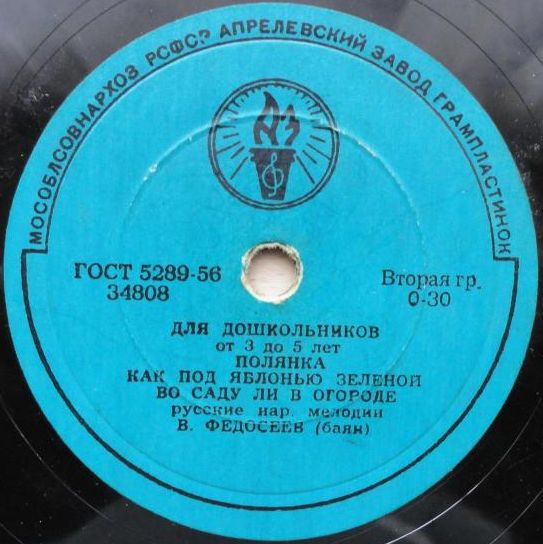 МОСОБЛСОВНАРХОЗ РСФСР АПРЕЛЕВСКИЙ ЗАВОД ГРАМПЛАСТИНОК
АЗ
ГОСТ 5289-56
34808
Вторая гр.
0-30
ДЛЯ ДОШКОЛЬНИКОВ
от 3 до 5 лет
ПОЛЯНКА
КАК ПОД ЯБЛОНЬЮ ЗЕЛЕНОЙ
ВО САДУ ЛИ В ОГОРОДЕ
русские нар. мелодии
В. ФЕДОСЕЕВ (баян)